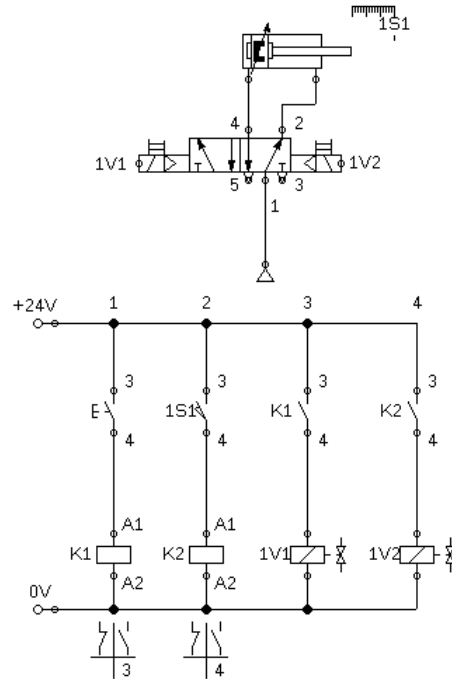 1S1
4 2
1V1 1V2
5 3
1
1 2 3 4
+24V
3 3 3 3
E 1S1 K1 K2
4 4 4 4
A1 A1
K1 K2 1V1 1V2
A2 A2
0V
3 4